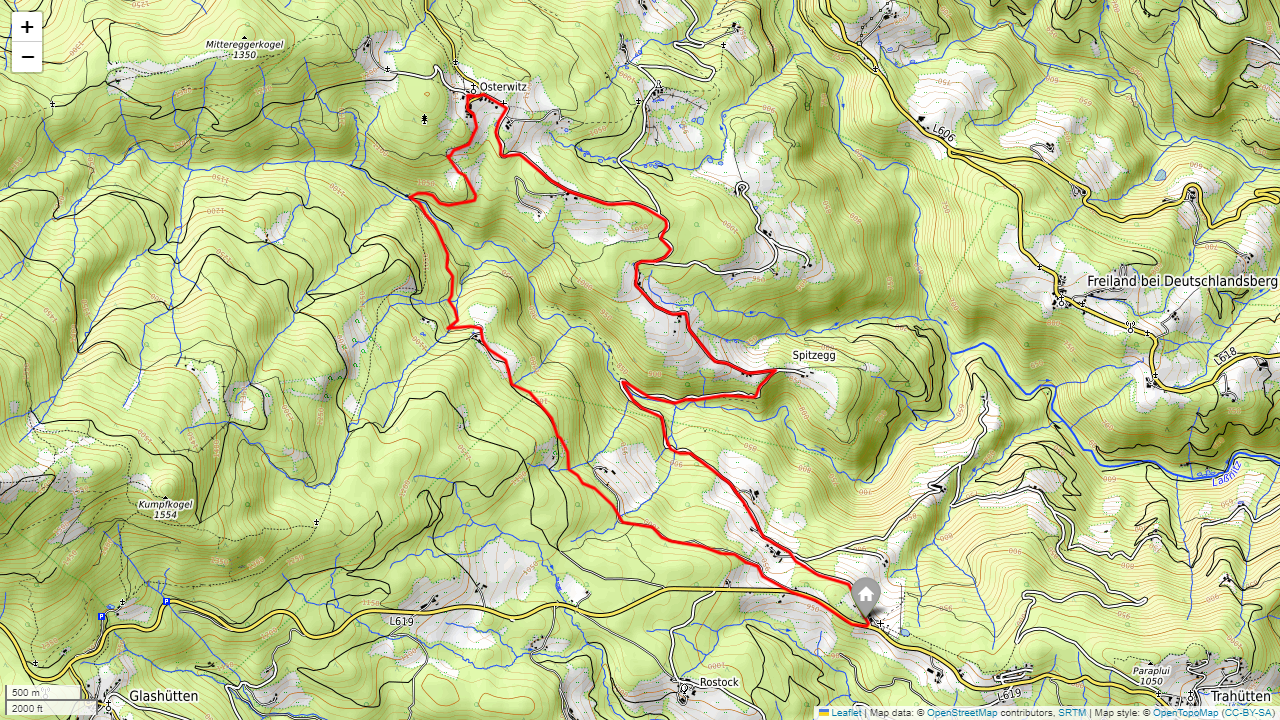 +
−
Mittereggerkogel
1350
Osterwitz
L606
Freiland bei Deutschlandsberg
L618
Spitzegg
Laßnitz
Kumpfkogel
1554
L619
Glashütten
Rostock
L619
Paraplui
1050
Trahütten
500 m
2000 ft
Leaflet | Map data: © OpenStreetMap contributors, SRTM | Map style: © OpenTopoMap (CC-BY-SA)